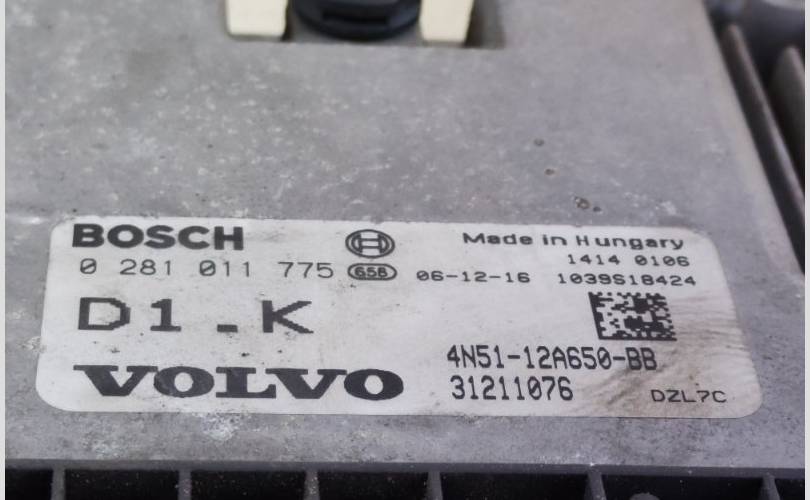 BOSCH
Made in Hungary
1414 0106
0 281 011 775 65B
06-12-16 1039S18424
D1.K
4N51-12A650-BB
VOLVO
31211076
DZL7C